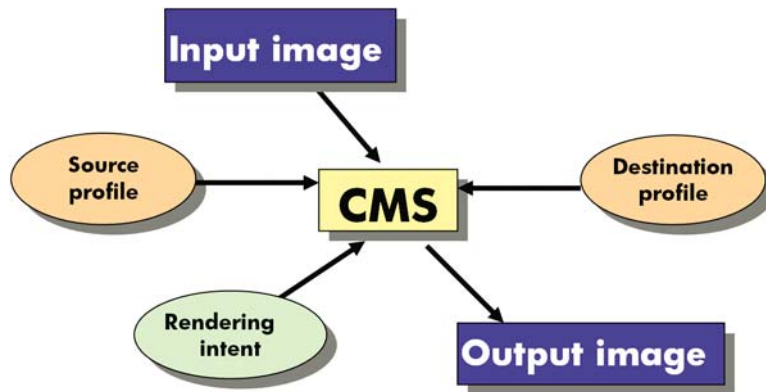 Input image
Source
profile
CMS
Destination
profile
Rendering
intent
Output image